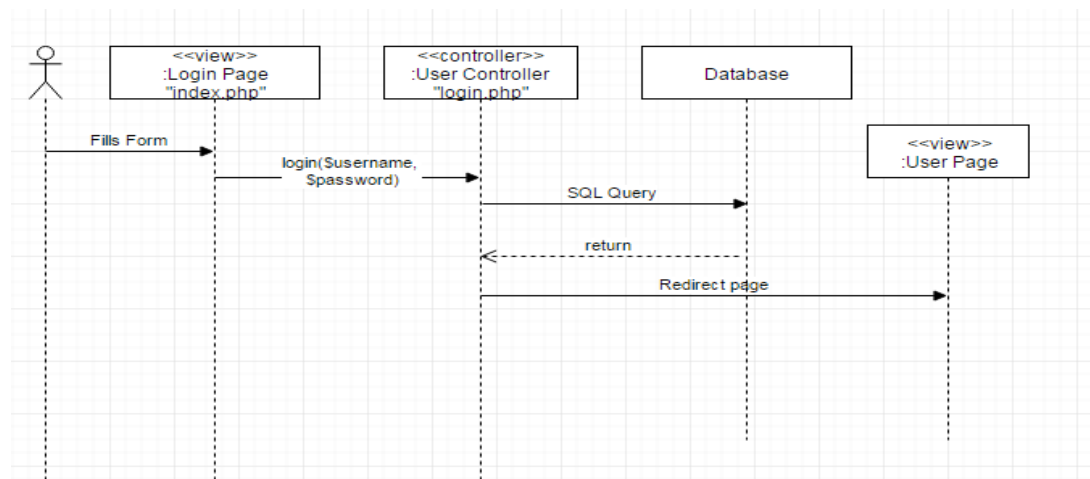 <<view>>
:Login Page
"index.php"
<<controller>>
:User Controller
"login.php"
Database
<<view>>
:User Page
Fills Form
login($username,
$password)
SQL Query
return
Redirect page